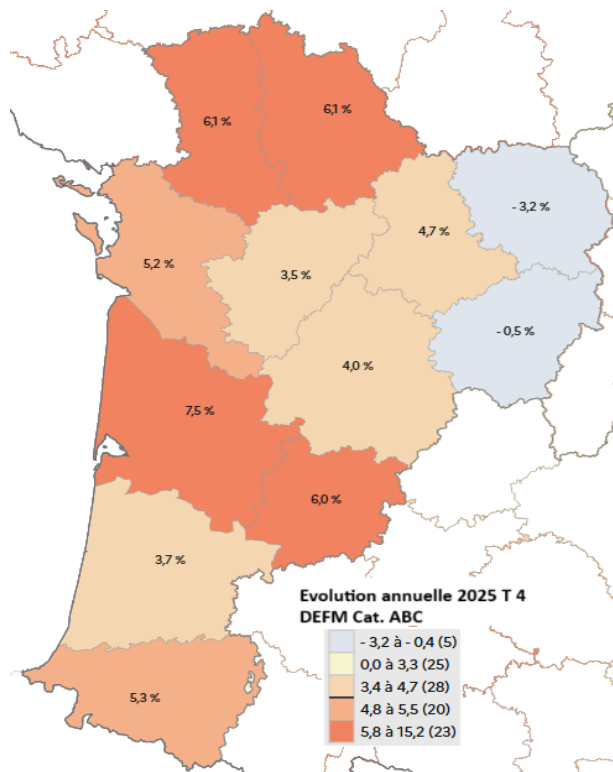 6,1 %
6,1 %
- 3,2 %
4,7 %
5,2 %
3,5 %
- 0,5 %
4,0 %
7,5 %
6,0 %
3,7 %
5,3 %
Evolution annuelle 2025 T 4
DEFM Cat. ABC
- 3,2 à - 0,4 (5)
0,0 à 3,3 (25)
3,4 à 4,7 (28)
4,8 à 5,5 (20)
5,8 à 15,2 (23)